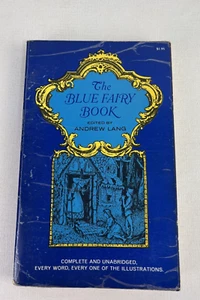 The
BLUE FAIRY
BOOK
EDITED BY
ANDREW LANG
COMPLETE AND UNABRIDGED,
EVERY WORD, EVERY ONE OF THE ILLUSTRATIONS.